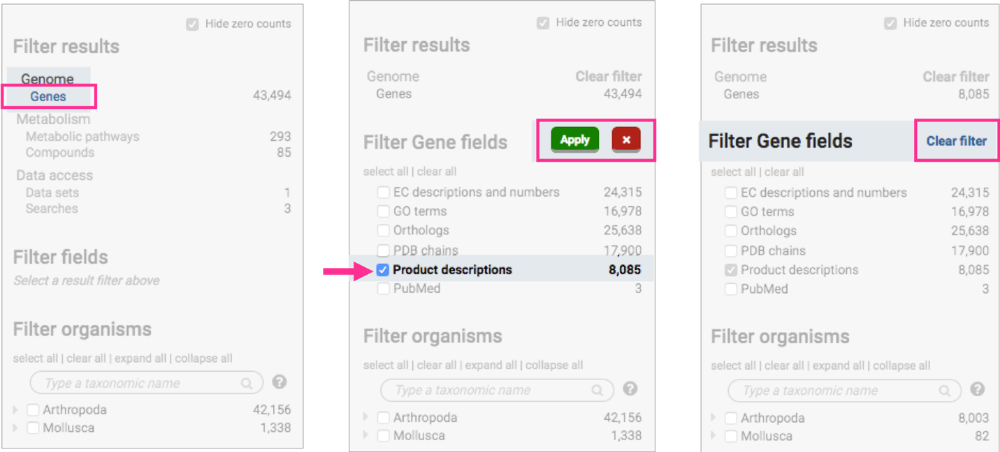 Hide zero counts
Filter results
Genome
Genes 43,494
Metabolism
Metabolic pathways 293
Compounds 85
Data access
Data sets 1
Searches 3
Filter fields
Select a result filter above
Filter organisms
select all | clear all | expand all | collapse all
Type a taxonomic name ?
Arthropoda 42,156
Mollusca 1,338
Hide zero counts
Filter results
Genome Clear filter
Genes 43,494
Filter Gene fields Apply ×
select all | clear all
EC descriptions and numbers 24,315
GO terms 16,978
Orthologs 25,638
PDB chains 17,900
Product descriptions 8,085
PubMed 3
Filter organisms
select all | clear all | expand all | collapse all
Type a taxonomic name ?
Arthropoda 42,156
Mollusca 1,338
Hide zero counts
Filter results
Genome Clear filter
Genes 8,085
Filter Gene fields Clear filter
select all | clear all
EC descriptions and numbers 24,315
GO terms 16,978
Orthologs 25,638
PDB chains 17,900
Product descriptions 8,085
PubMed 3
Filter organisms
select all | clear all | expand all | collapse all
Type a taxonomic name ?
Arthropoda 8,003
Mollusca 82